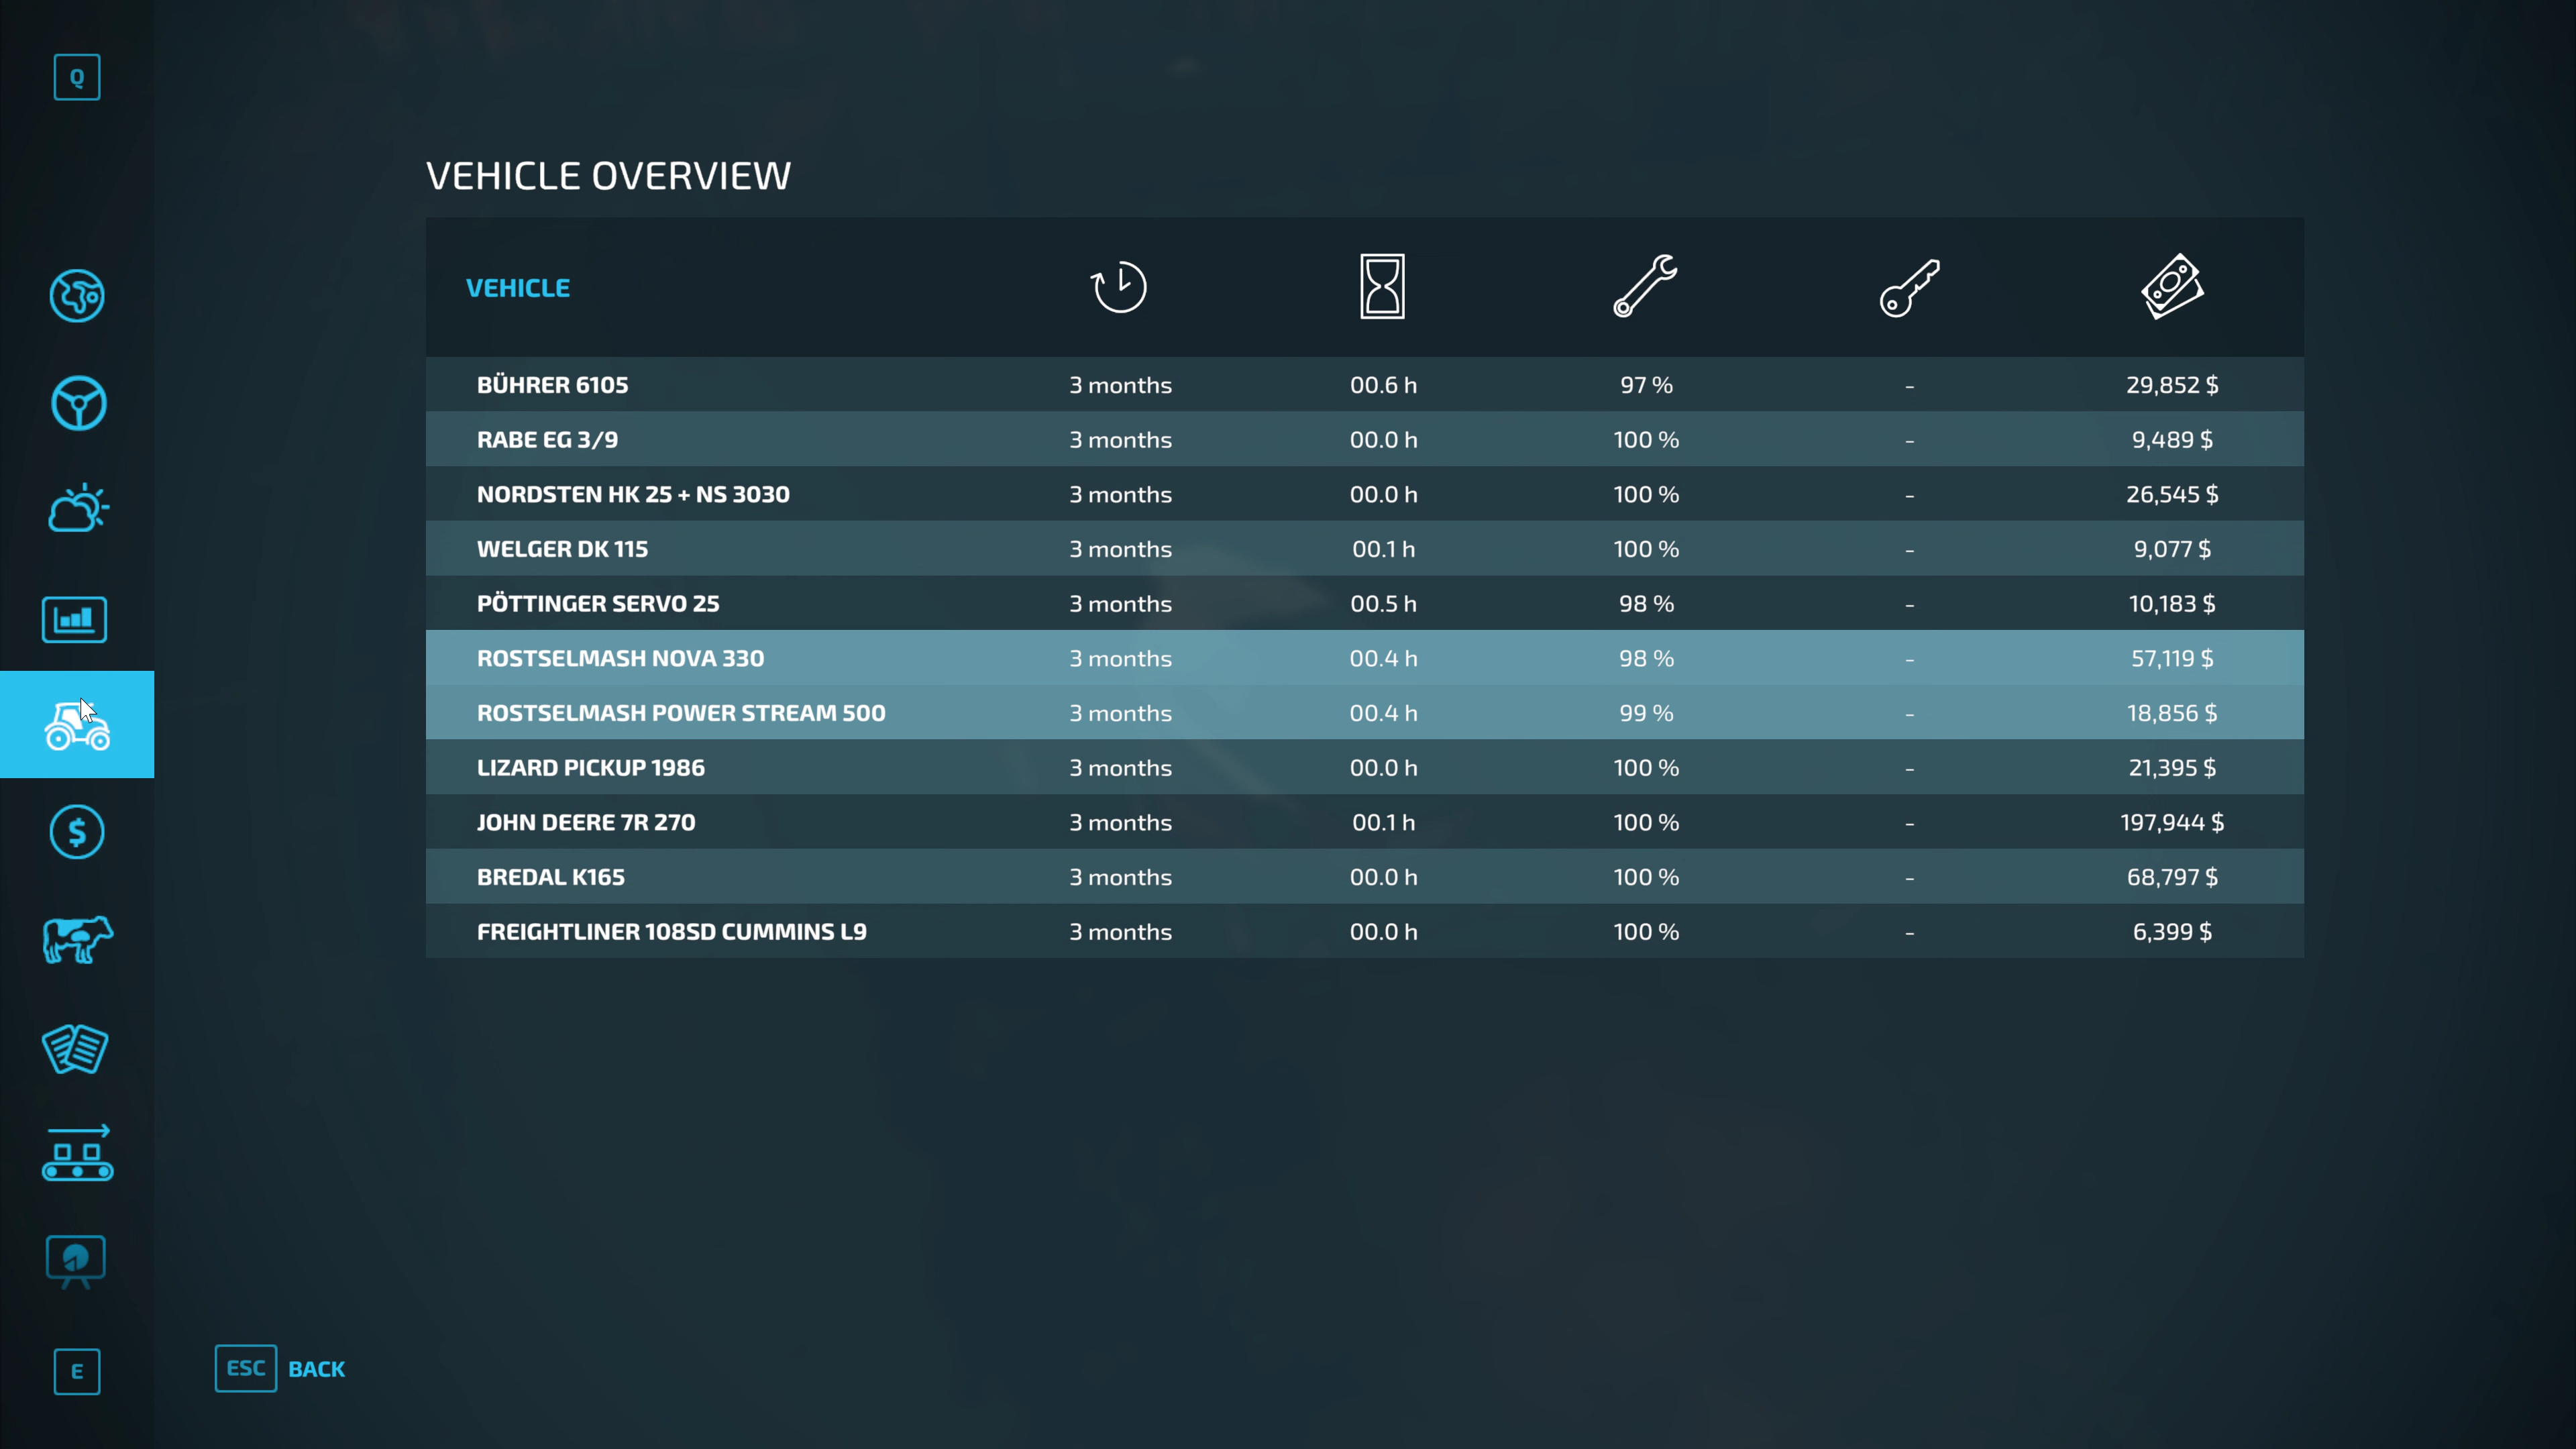 Q
VEHICLE OVERVIEW
VEHICLE
BÜHRER 6105 3 months 00.6 h 97 % - 29,852 $
RABE EG 3/9 3 months 00.0 h 100 % - 9,489 $
NORDSTEN HK 25 + NS 3030 3 months 00.0 h 100 % - 26,545 $
WELGER DK 115 3 months 00.1 h 100 % - 9,077 $
PÖTTINGER SERVO 25 3 months 00.5 h 98 % - 10,183 $
ROSTSELMASH NOVA 330 3 months 00.4 h 98 % - 57,119 $
ROSTSELMASH POWER STREAM 500 3 months 00.4 h 99 % - 18,856 $
LIZARD PICKUP 1986 3 months 00.0 h 100 % - 21,395 $
JOHN DEERE 7R 270 3 months 00.1 h 100 % - 197,944 $
BREDAL K165 3 months 00.0 h 100 % - 68,797 $
FREIGHTLINER 108SD CUMMINS L9 3 months 00.0 h 100 % - 6,399 $
$
E
ESC BACK